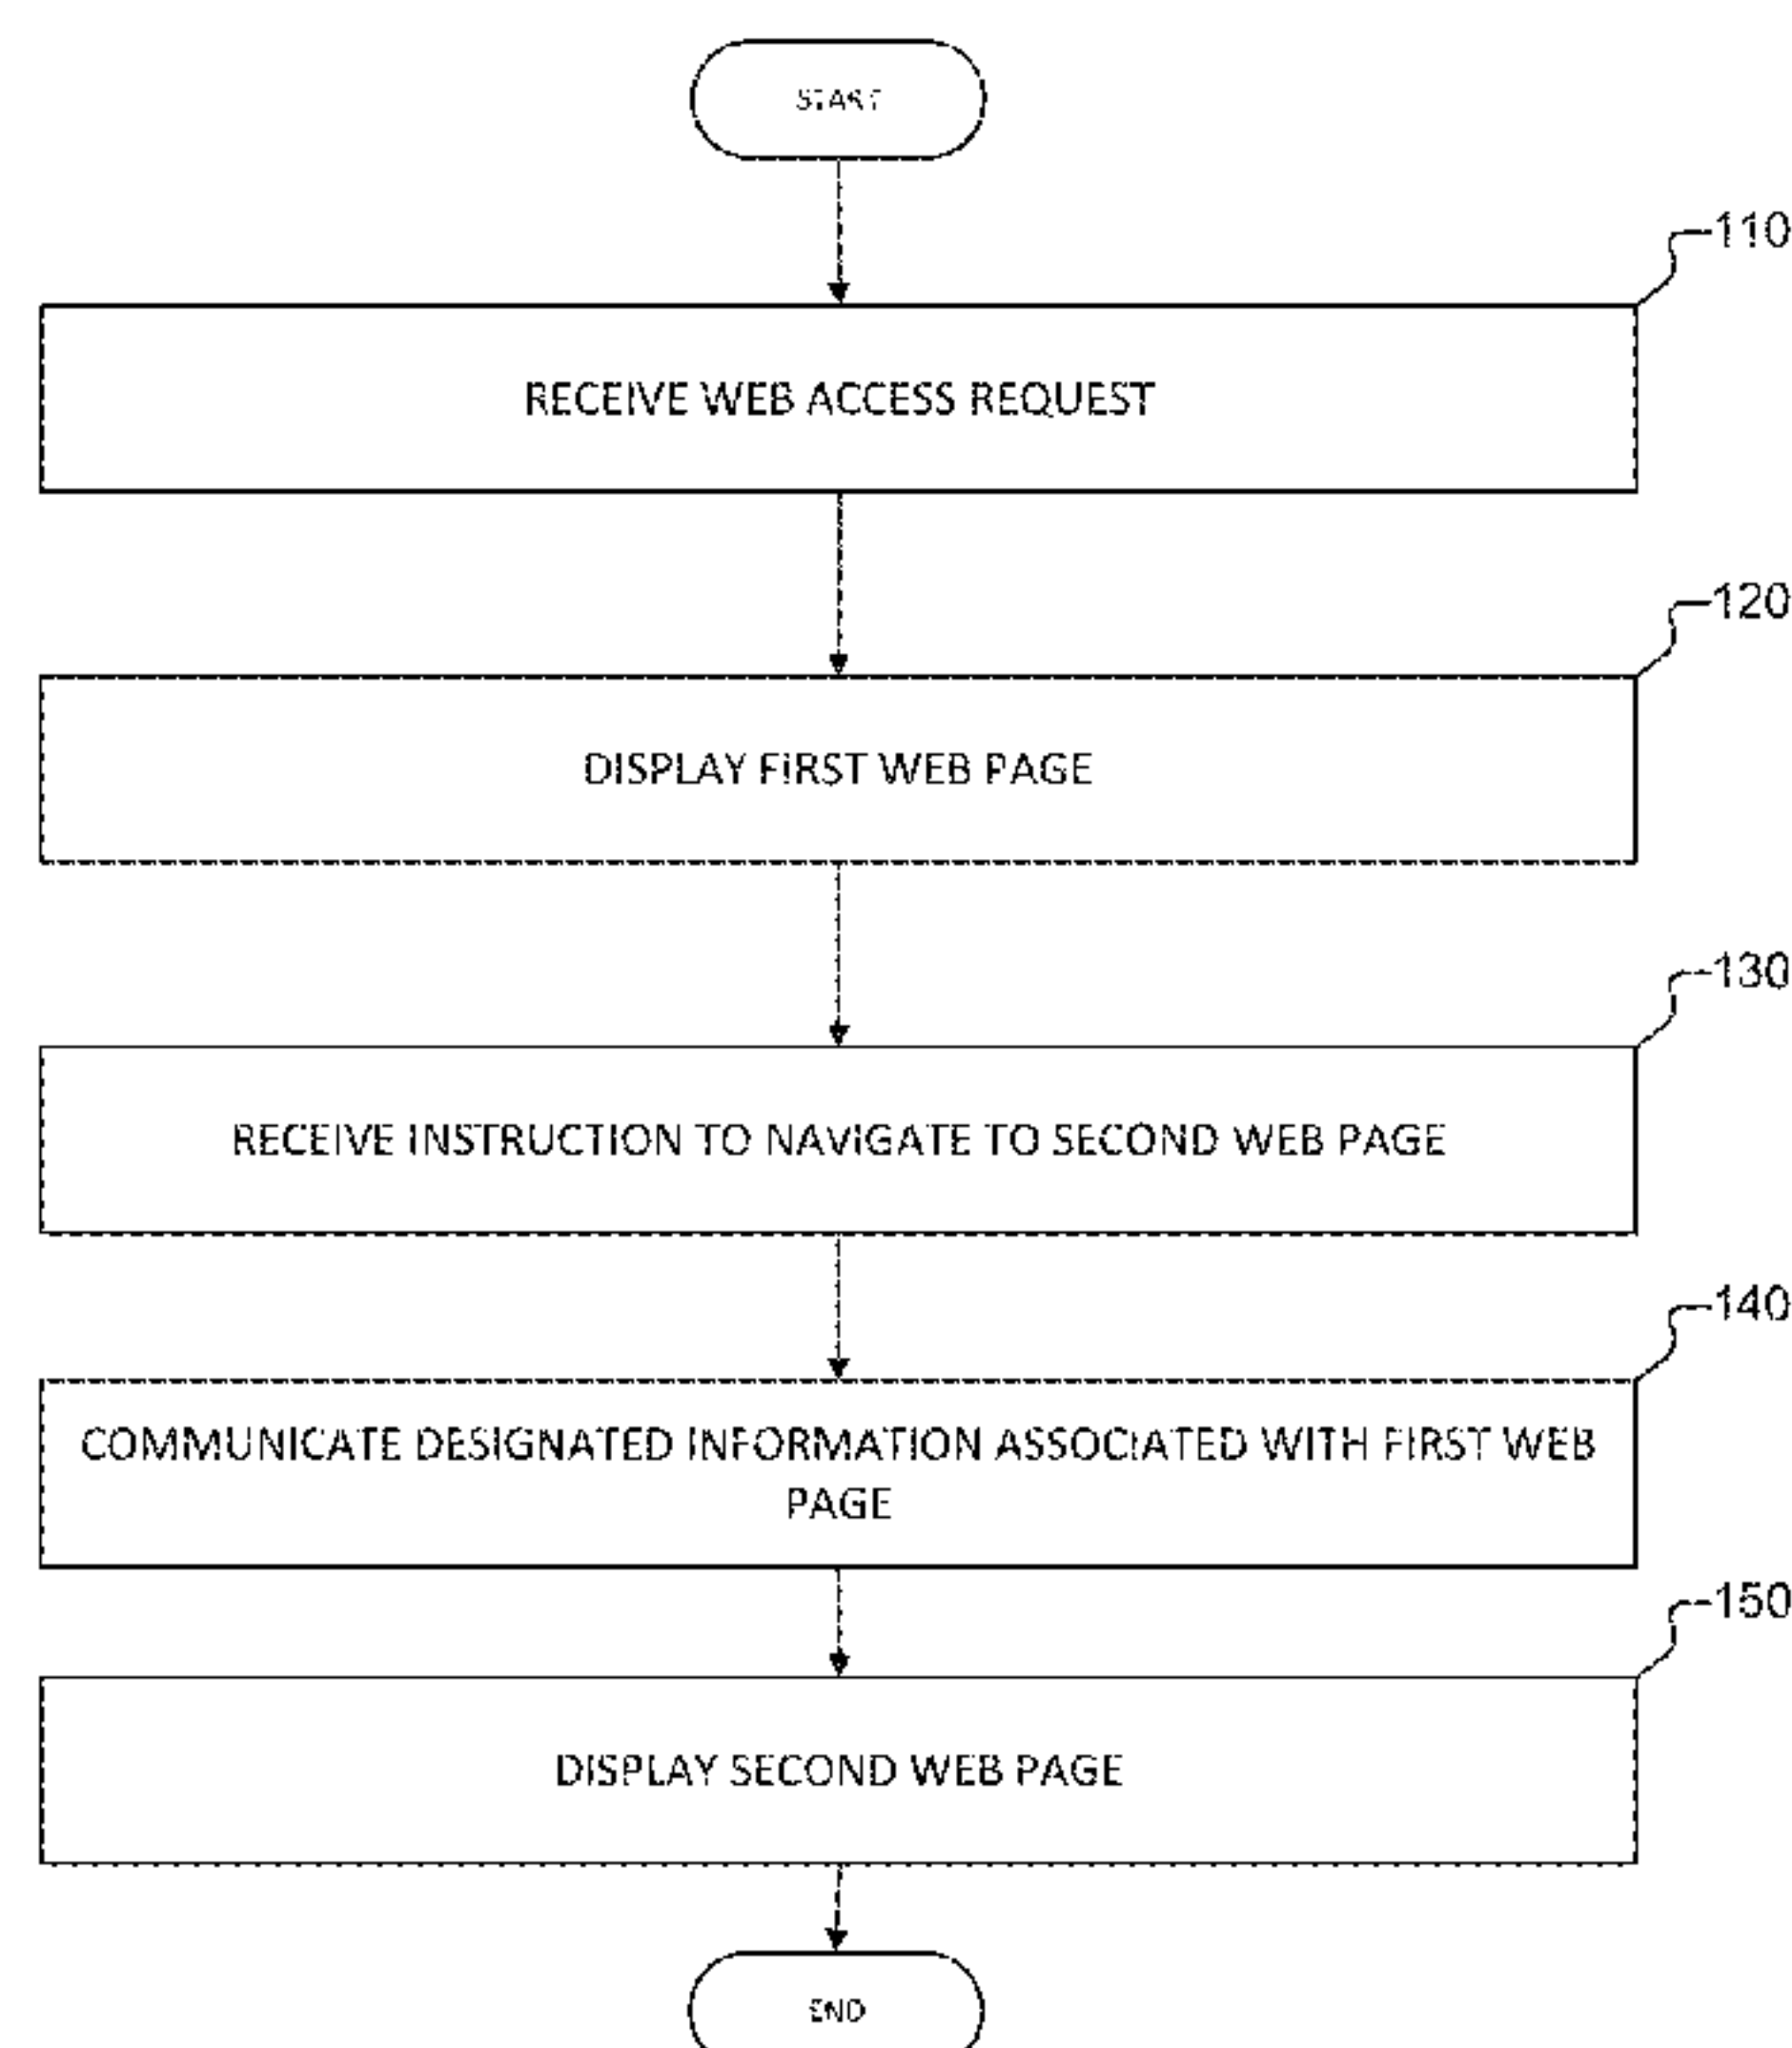 START
110
RECEIVE WEB ACCESS REQUEST
120
DISPLAY FIRST WEB PAGE
130
RECEIVE INSTRUCTION TO NAVIGATE TO SECOND WEB PAGE
140
COMMUNICATE DESIGNATED INFORMATION ASSOCIATED WITH FIRST WEB
PAGE
150
DISPLAY SECOND WEB PAGE
END